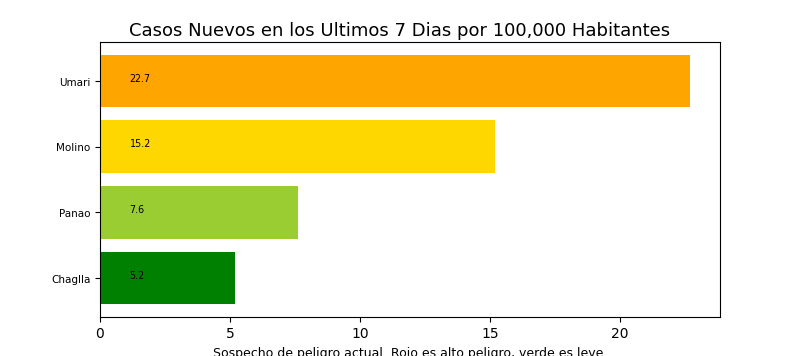 Casos Nuevos en los Ultimos 7 Dias por 100,000 Habitantes
Umari 22.7
Molino 15.2
Panao 7.6
Chaglla 5.2
0 5 10 15 20
Sospecho de peligro actual. Rojo es alto peligro, verde es leve